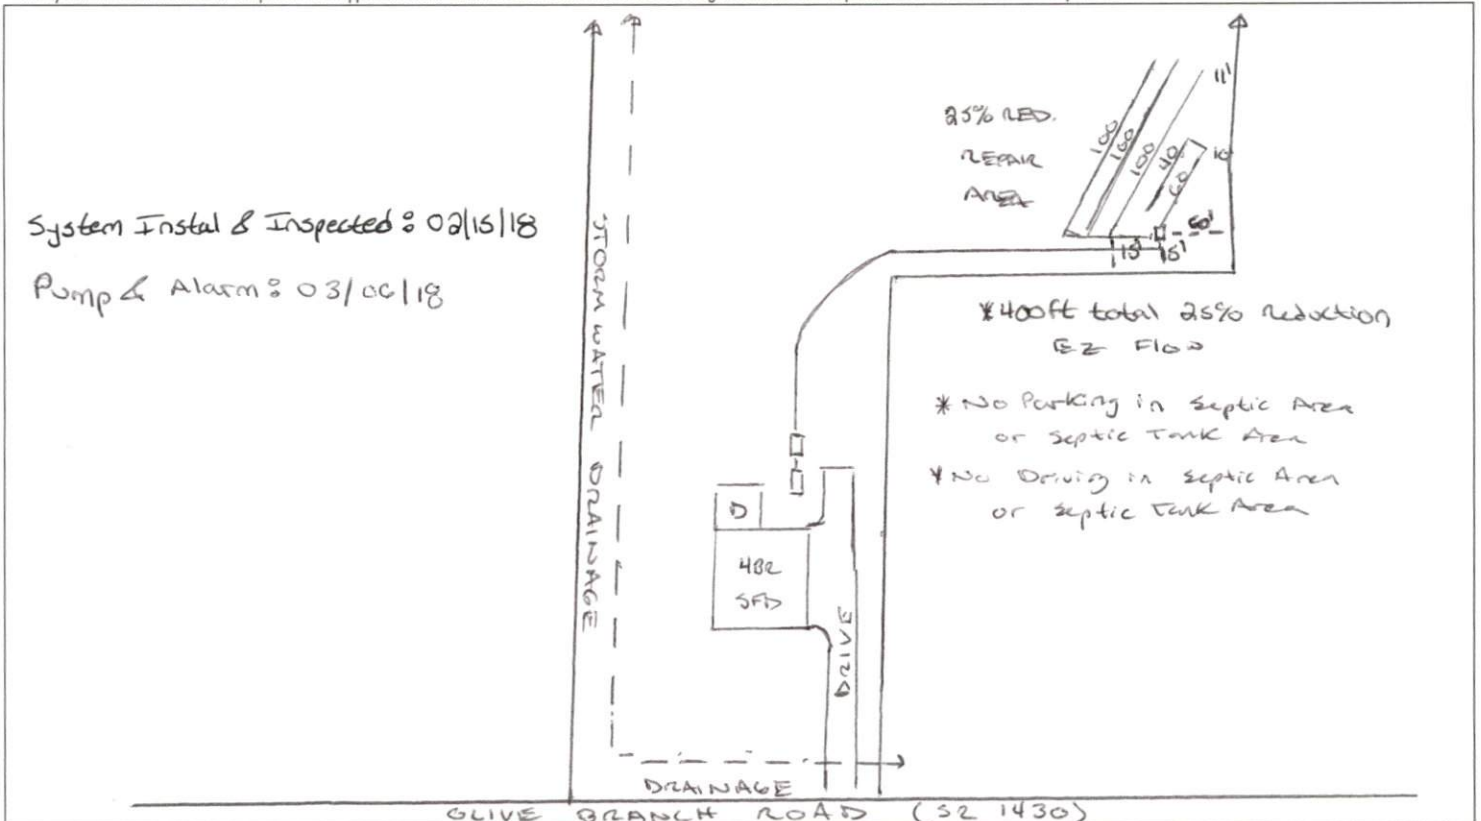 System Instal & Inspected: 02/15/18
Pump & Alarm: 03/06/18
STORM WATER DRAINAGE
25% RED.
REPAIR
AREA
100
100
100
40
60
11'
10
15'
15'
*400ft total 25% reduction
EZ Flow
*No Parking in Septic Area
or Septic Tank Area
*No Driving in Septic Area
or Septic Tank Area
D
4BR
SFD
DRIVE
DRAINAGE
OLIVE BRANCH ROAD (SR 1430)